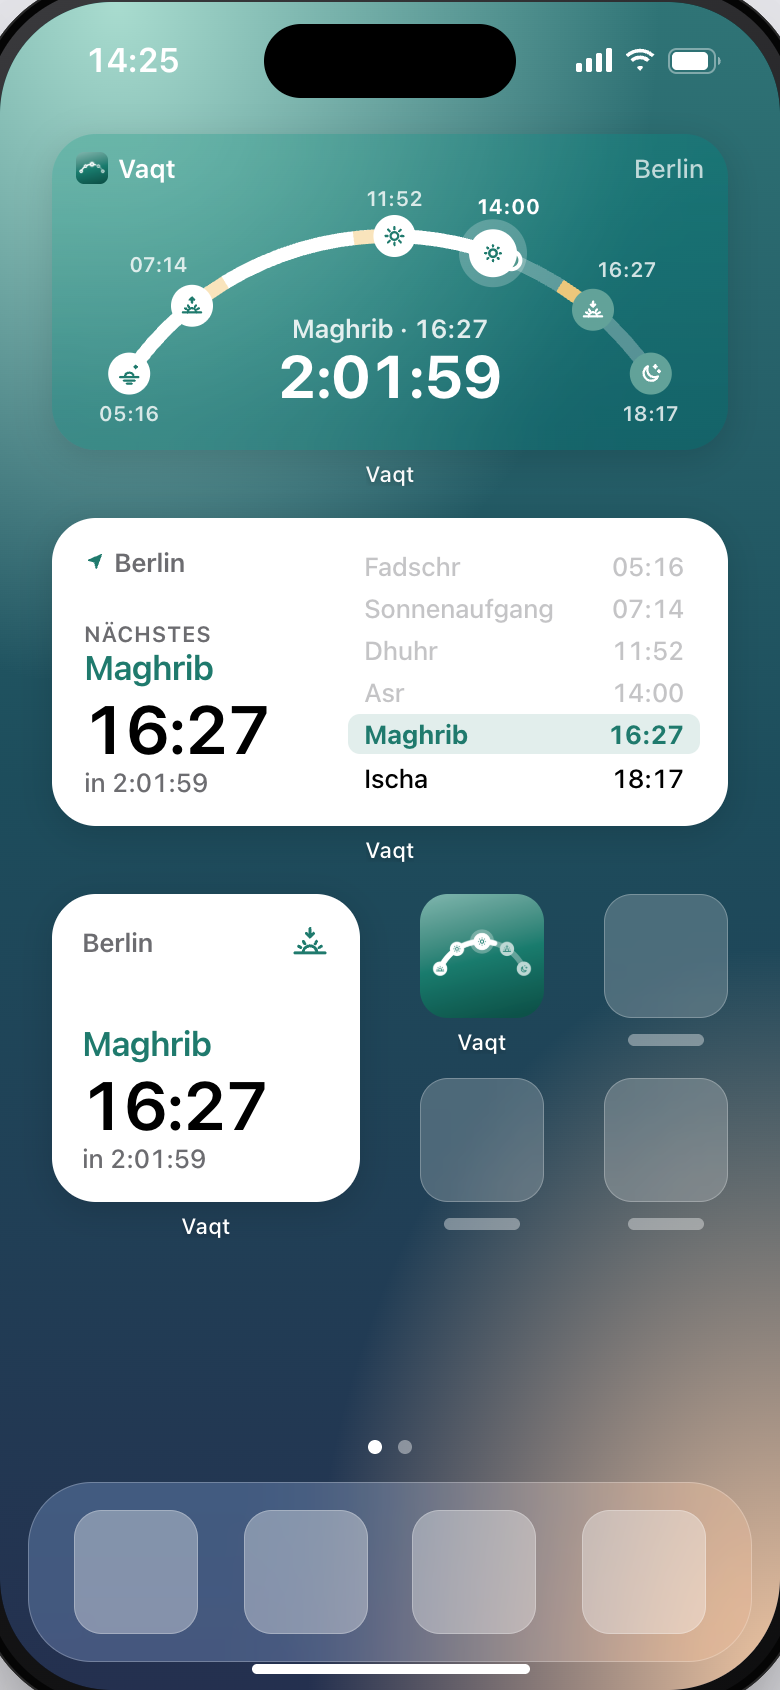 14:25
Vaqt
Berlin
11:52
14:00
07:14
16:27
Maghrib · 16:27
2:01:59
05:16
18:17
Vaqt
Berlin
NÄCHSTES
Maghrib
16:27
in 2:01:59
Fadschr 05:16
Sonnenaufgang 07:14
Dhuhr 11:52
Asr 14:00
Maghrib 16:27
Ischa 18:17
Vaqt
Berlin
Maghrib
16:27
in 2:01:59
Vaqt
Vaqt